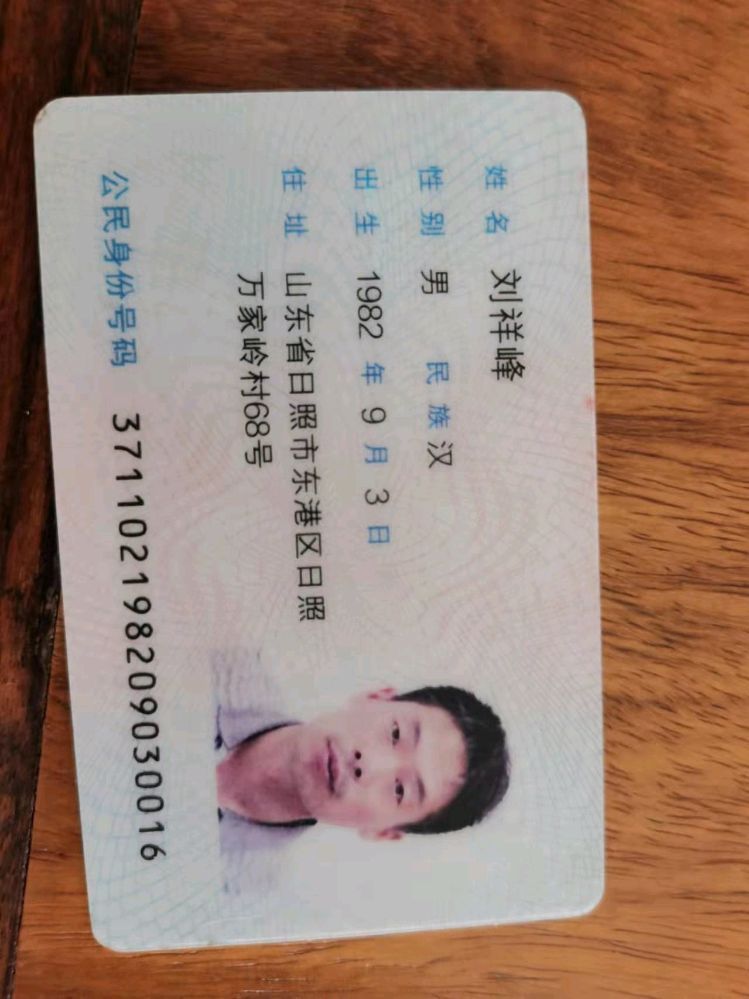 姓名 刘祥峰
性别 男 民族 汉
出生 1982 年 9 月 3 日
住址 山东省日照市东港区日照
万家岭村68号
公民身份号码 371102198209030016